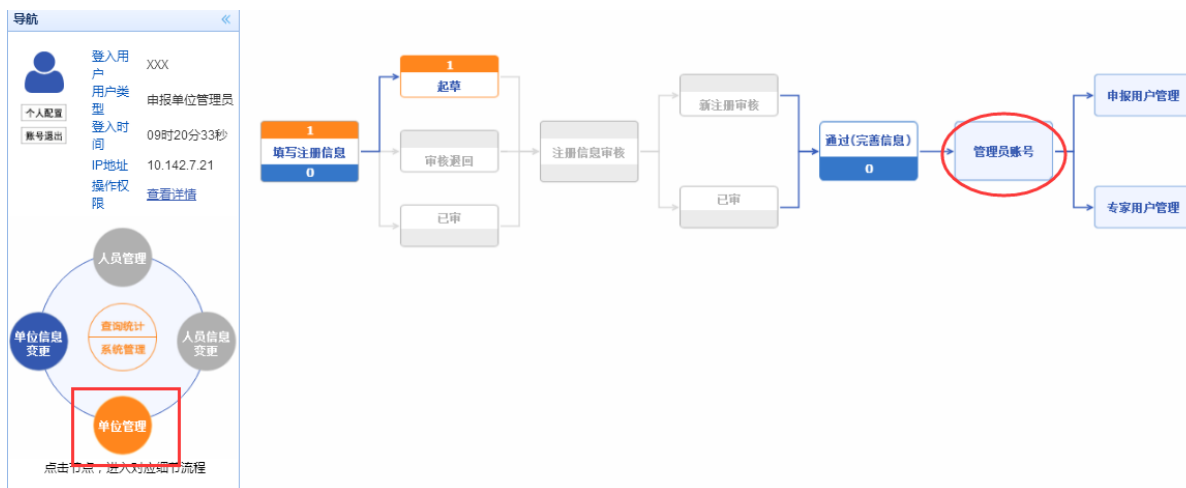 导航
«
登入用
户
XXX
用户类
型
申报单位管理员
登入时
间
09时20分33秒
IP地址
10.142.7.21
操作权
限
查看详情
个人配置
账号退出
人员管理
查询统计
系统管理
单位信息
变更
人员信息
变更
单位管理
点击节点，进入对应细节流程
1
填写注册信息
0
1
起草
审核退回
已审
注册信息审核
新注册审核
已审
通过(完善信息)
0
管理员账号
申报用户管理
专家用户管理